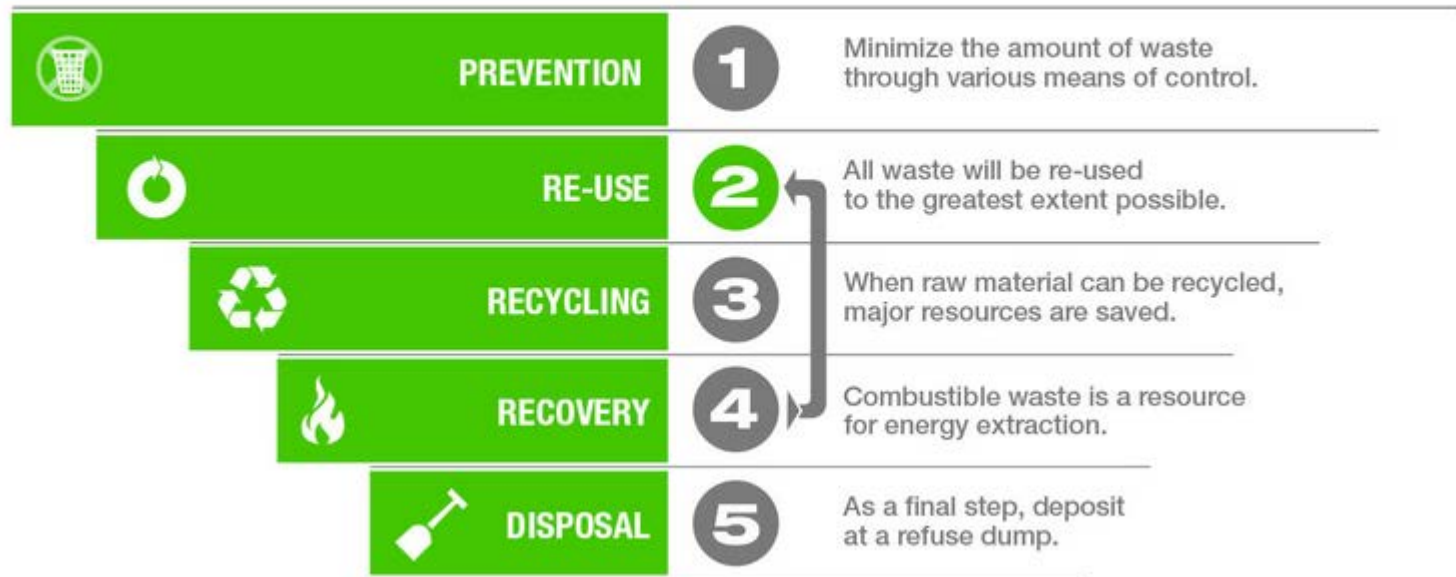 PREVENTION
1
Minimize the amount of waste
through various means of control.
RE-USE
2
All waste will be re-used
to the greatest extent possible.
RECYCLING
3
When raw material can be recycled,
major resources are saved.
RECOVERY
4
Combustible waste is a resource
for energy extraction.
DISPOSAL
5
As a final step, deposit
at a refuse dump.